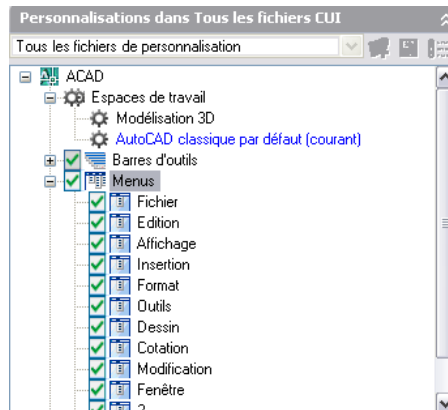 Personnalisations dans Tous les fichiers CUI
Tous les fichiers de personnalisation
ACAD
Espaces de travail
Modélisation 3D
AutoCAD classique par défaut (courant)
Barres d'outils
Menus
Fichier
Edition
Affichage
Insertion
Format
Outils
Dessin
Cotation
Modification
Fenêtre
?